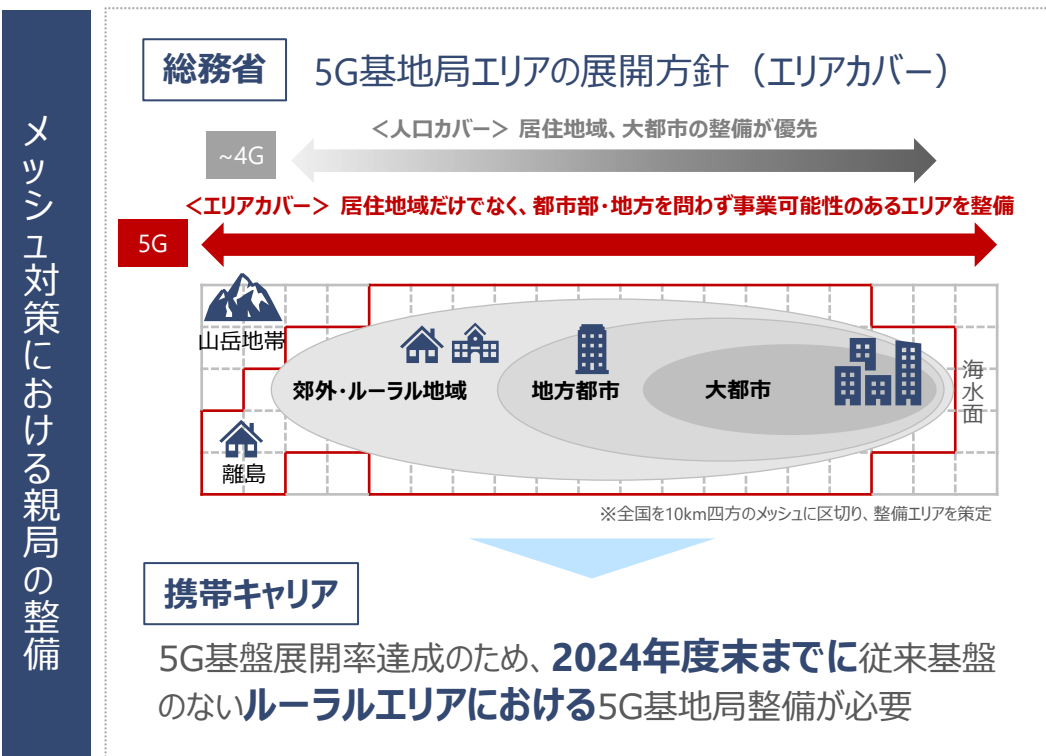 メッシュ対策における親局の整備
総務省 5G基地局エリアの展開方針（エリアカバー）
＜人口カバー＞ 居住地域、大都市の整備が優先
~4G
＜エリアカバー＞ 居住地域だけでなく、都市部・地方を問わず事業可能性のあるエリアを整備
5G
山岳地帯
郊外・ルーラル地域
地方都市
大都市
海水面
離島
※全国を10km四方のメッシュに区切り、整備エリアを策定
携帯キャリア
5G基盤展開率達成のため、2024年度末までに従来基盤
のないルーラルエリアにおける5G基地局整備が必要